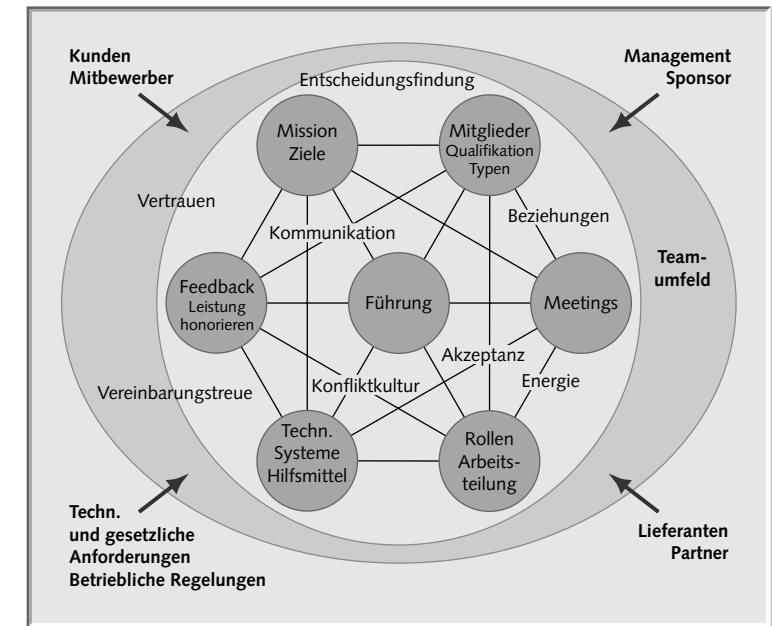 Kunden
Mitbewerber
Management
Sponsor
Entscheidungsfindung
Mission
Ziele
Mitglieder
Qualifikation
Typen
Vertrauen
Beziehungen
Kommunikation
Team-
umfeld
Feedback
Leistung
honorieren
Führung
Meetings
Akzeptanz
Energie
Konfliktkultur
Vereinbarungstreue
Techn.
Systeme
Hilfsmittel
Rollen
Arbeits-
teilung
Techn.
und gesetzliche
Anforderungen
Betriebliche Regelungen
Lieferanten
Partner